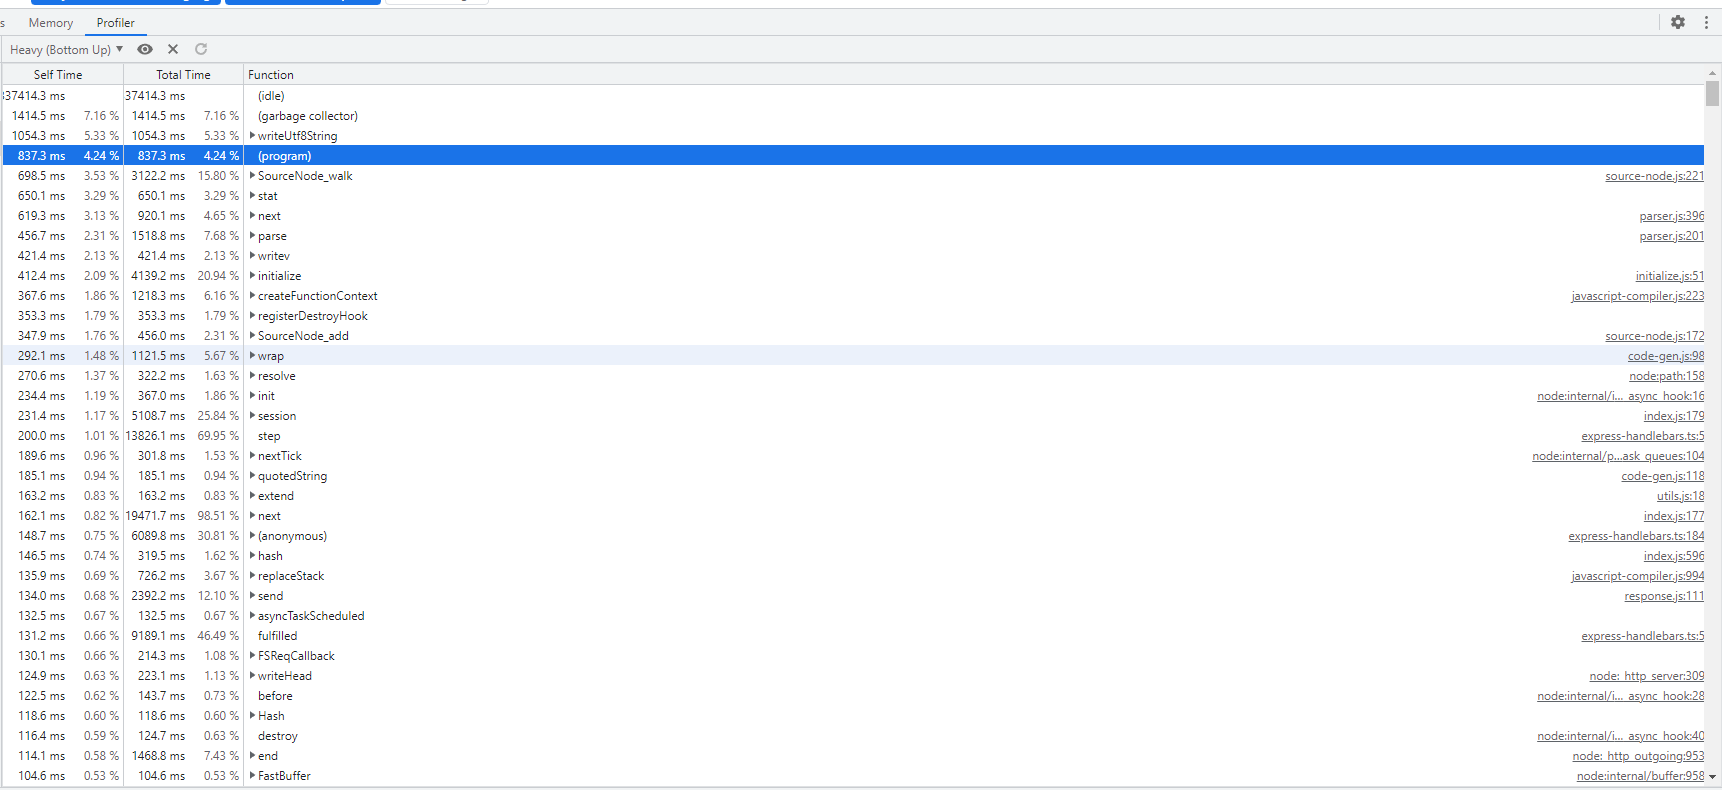 s Memory Profiler
Heavy (Bottom Up)
Self Time Total Time Function
37414.3 ms 37414.3 ms (idle)
1414.5 ms 7.16 % 1414.5 ms 7.16 % (garbage collector)
1054.3 ms 5.33 % 1054.3 ms 5.33 % writeUtf8String
837.3 ms 4.24 % 837.3 ms 4.24 % (program)
698.5 ms 3.53 % 3122.2 ms 15.80 % SourceNode_walk source-node.js:221
650.1 ms 3.29 % 650.1 ms 3.29 % stat
619.3 ms 3.13 % 920.1 ms 4.65 % next parser.js:396
456.7 ms 2.31 % 1518.8 ms 7.68 % parse parser.js:201
421.4 ms 2.13 % 421.4 ms 2.13 % writev
412.4 ms 2.09 % 4139.2 ms 20.94 % initialize initialize.js:51
367.6 ms 1.86 % 1218.3 ms 6.16 % createFunctionContext javascript-compiler.js:223
353.3 ms 1.79 % 353.3 ms 1.79 % registerDestroyHook
347.9 ms 1.76 % 456.0 ms 2.31 % SourceNode_add source-node.js:172
292.1 ms 1.48 % 1121.5 ms 5.67 % wrap code-gen.js:98
270.6 ms 1.37 % 322.2 ms 1.63 % resolve node:path:158
234.4 ms 1.19 % 367.0 ms 1.86 % init node:internal/i... async_hook:16
231.4 ms 1.17 % 5108.7 ms 25.84 % session index.js:179
200.0 ms 1.01 % 13826.1 ms 69.95 % step express-handlebars.ts:5
189.6 ms 0.96 % 301.8 ms 1.53 % nextTick node:internal/p...ask_queues:104
185.1 ms 0.94 % 185.1 ms 0.94 % quotedString code-gen.js:118
163.2 ms 0.83 % 163.2 ms 0.83 % extend utils.js:18
162.1 ms 0.82 % 19471.7 ms 98.51 % next index.js:177
148.7 ms 0.75 % 6089.8 ms 30.81 % (anonymous) express-handlebars.ts:184
146.5 ms 0.74 % 319.5 ms 1.62 % hash index.js:596
135.9 ms 0.69 % 726.2 ms 3.67 % replaceStack javascript-compiler.js:994
134.0 ms 0.68 % 2392.2 ms 12.10 % send response.js:111
132.5 ms 0.67 % 132.5 ms 0.67 % asyncTaskScheduled
131.2 ms 0.66 % 9189.1 ms 46.49 % fulfilled express-handlebars.ts:5
130.1 ms 0.66 % 214.3 ms 1.08 % FSReqCallback
124.9 ms 0.63 % 223.1 ms 1.13 % writeHead node:_http_server:309
122.5 ms 0.62 % 143.7 ms 0.73 % before node:internal/i... async_hook:28
118.6 ms 0.60 % 118.6 ms 0.60 % Hash
116.4 ms 0.59 % 124.7 ms 0.63 % destroy node:internal/i... async_hook:40
114.1 ms 0.58 % 1468.8 ms 7.43 % end node:_http_outgoing:953
104.6 ms 0.53 % 104.6 ms 0.53 % FastBuffer node:internal/buffer:958